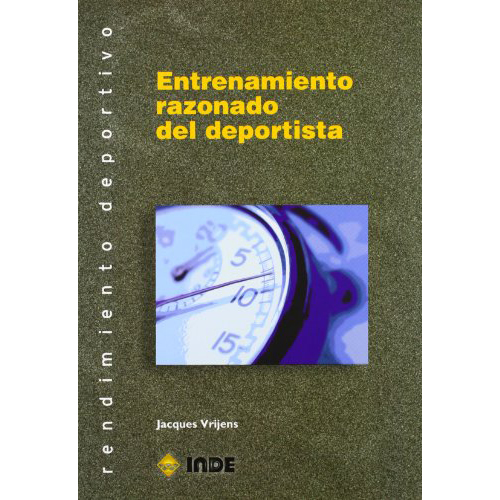 Entrenamiento
razonado
del deportista
rendimiento deportivo
5
10
15
Jacques Vrijens
INDE